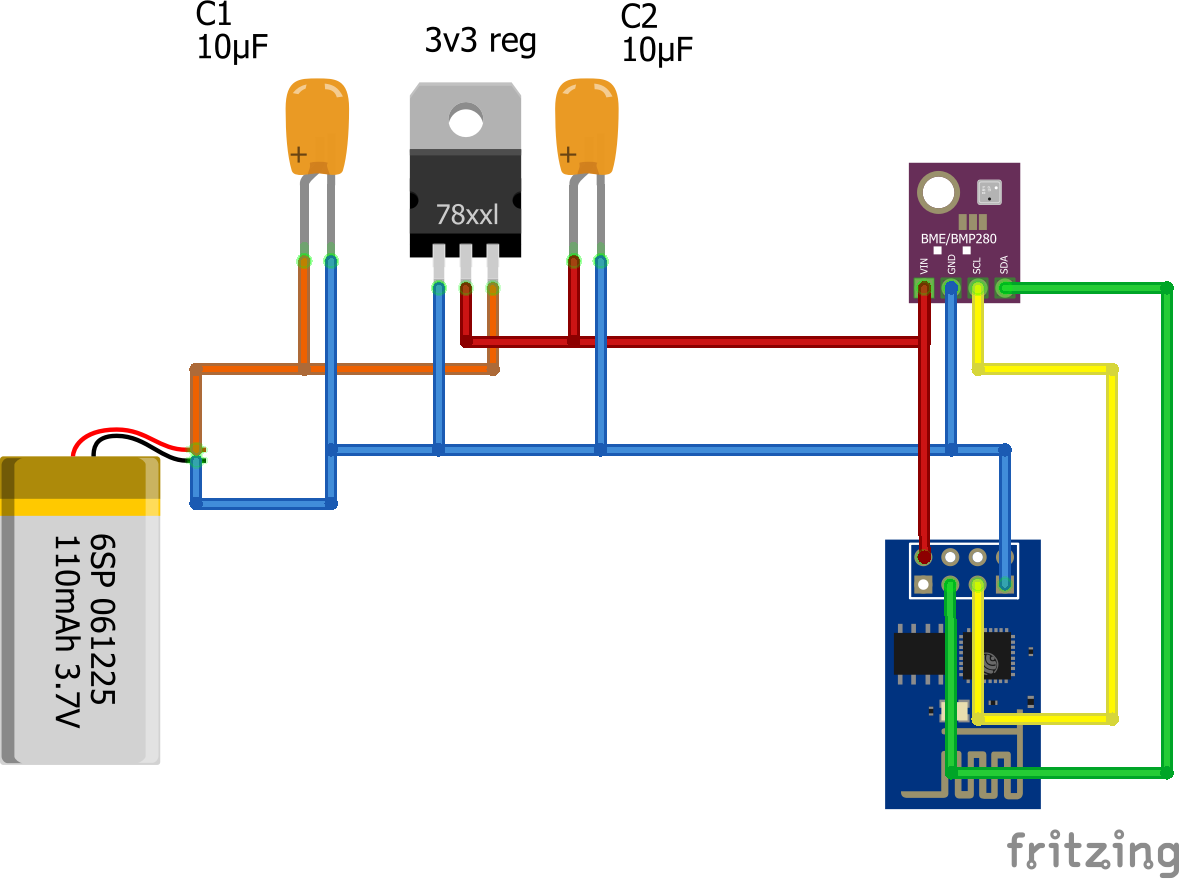 C1
10µF
3v3 reg
C2
10µF
+
+
78xxl
BME/BMP280
VIN
GND
SCL
SDA
6SP 061225
110mAh 3.7V
fritzing